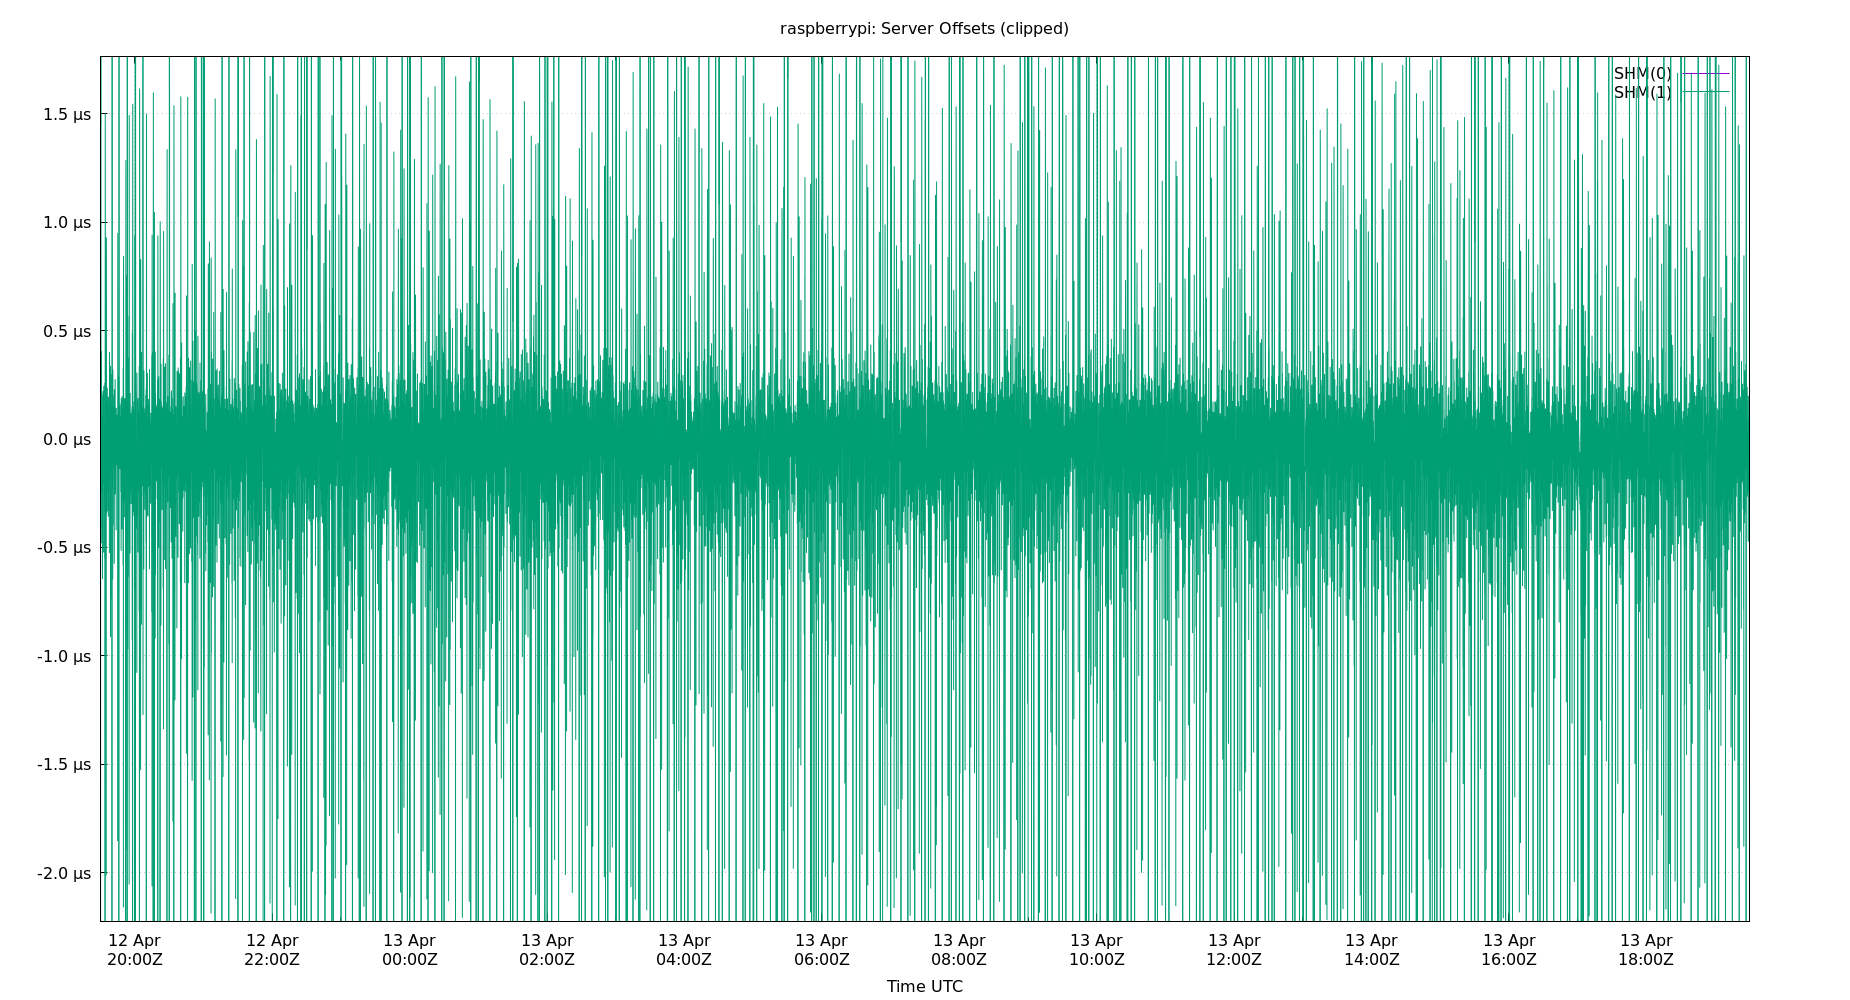 raspberrypi: Server Offsets (clipped)
SHM(0)
SHM(1)
1.5 µs
1.0 µs
0.5 µs
0.0 µs
-0.5 µs
-1.0 µs
-1.5 µs
-2.0 µs
12 Apr 12 Apr 13 Apr 13 Apr 13 Apr 13 Apr 13 Apr 13 Apr 13 Apr 13 Apr 13 Apr 13 Apr
20:00Z 22:00Z 00:00Z 02:00Z 04:00Z 06:00Z 08:00Z 10:00Z 12:00Z 14:00Z 16:00Z 18:00Z
Time UTC